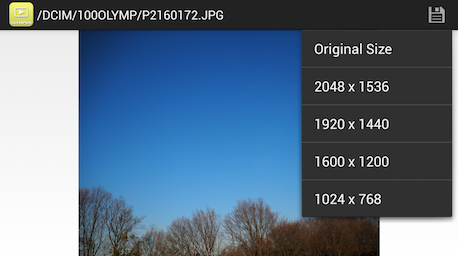 /DCIM/100OLYMP/P2160172.JPG
Original Size
2048 x 1536
1920 x 1440
1600 x 1200
1024 x 768